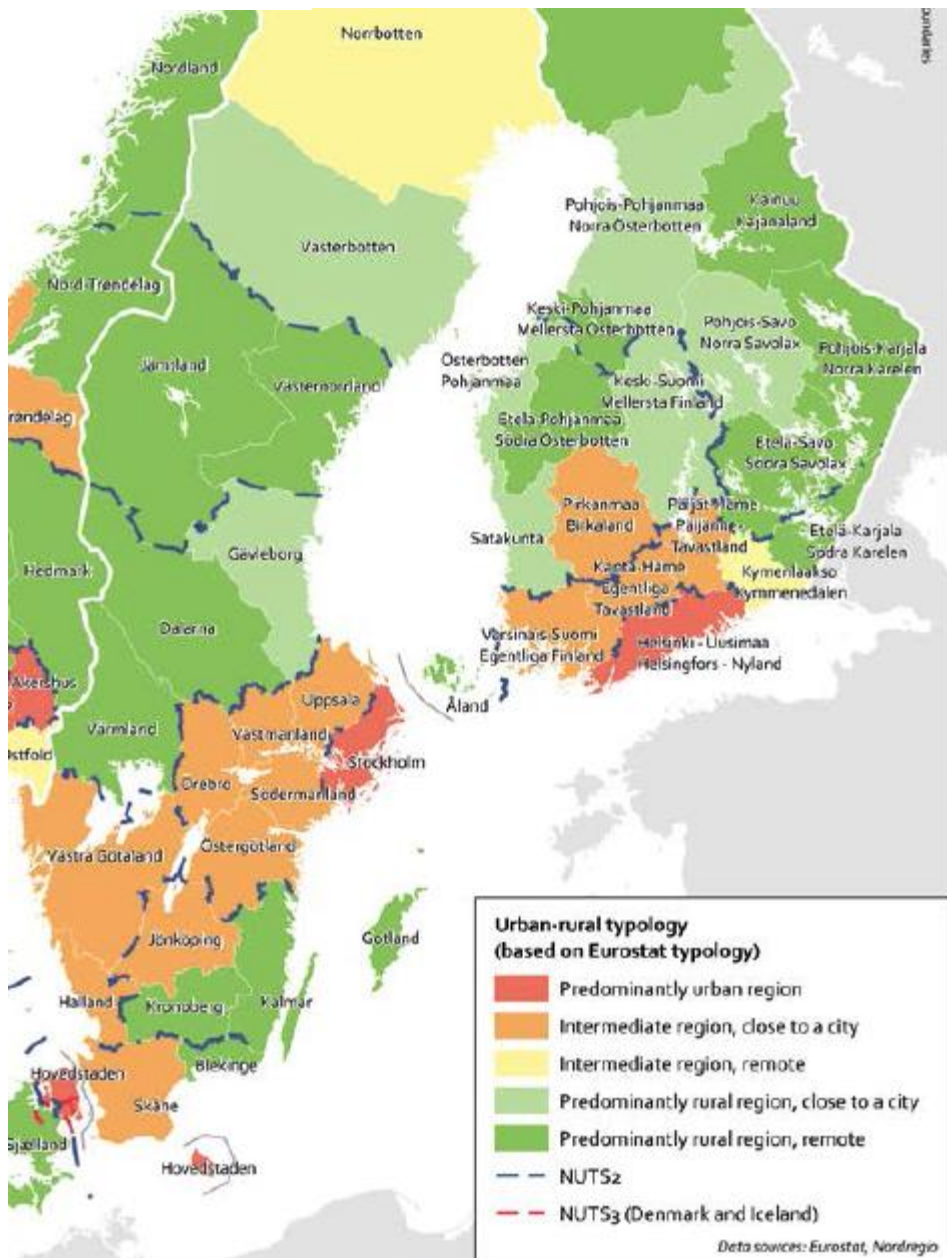 undaries
Norrbotten
Nordland
Västerbotten
Pohjois-Pohjanmaa
Norra Österbotten
Kainuu
Kajanaland
Nord-Trøndelag
Keski-Pohjanmaa
Mellersta Österbotten
Pohjois-Savo
Norra Savolax
Pohjois-Karjala
Norra Karelen
Jämtland
Österbotten
Pohjanmaa
Västernorrland
Keski-Suomi
Mellersta Finland
Etelä-Pohjanmaa
Södra Österbotten
Etelä-Savo
Södra Savolax
røndelag
Pirkanmaa
Birkaland
Päijät-Häme
Päijänne-
Tavastland
Satakunta
Etelä-Karjala
Södra Karelen
Gävleborg
Hedmark
Kanta-Häme
Egentliga
Tavastland
Kymenlaakso
Kymmenedalen
Dalarna
Varsinais-Suomi
Egentliga Finland
Helsinki - Uusimaa
Helsingfors - Nyland
Akershus
Uppsala
Åland
Värmland
Västmanland
Østfold
Stockholm
Örebro
Södermanland
Västra Götaland
Östergötland
Gotland
Jönköping
Halland
Kronoberg
Kalmar
Blekinge
Hovedstaden
Skåne
Sjælland
Hovedstaden
Urban-rural typology
(based on Eurostat typology)
Predominantly urban region
Intermediate region, close to a city
Intermediate region, remote
Predominantly rural region, close to a city
Predominantly rural region, remote
NUTS2
NUTS3 (Denmark and Iceland)
Data sources: Eurostat, Nordregio